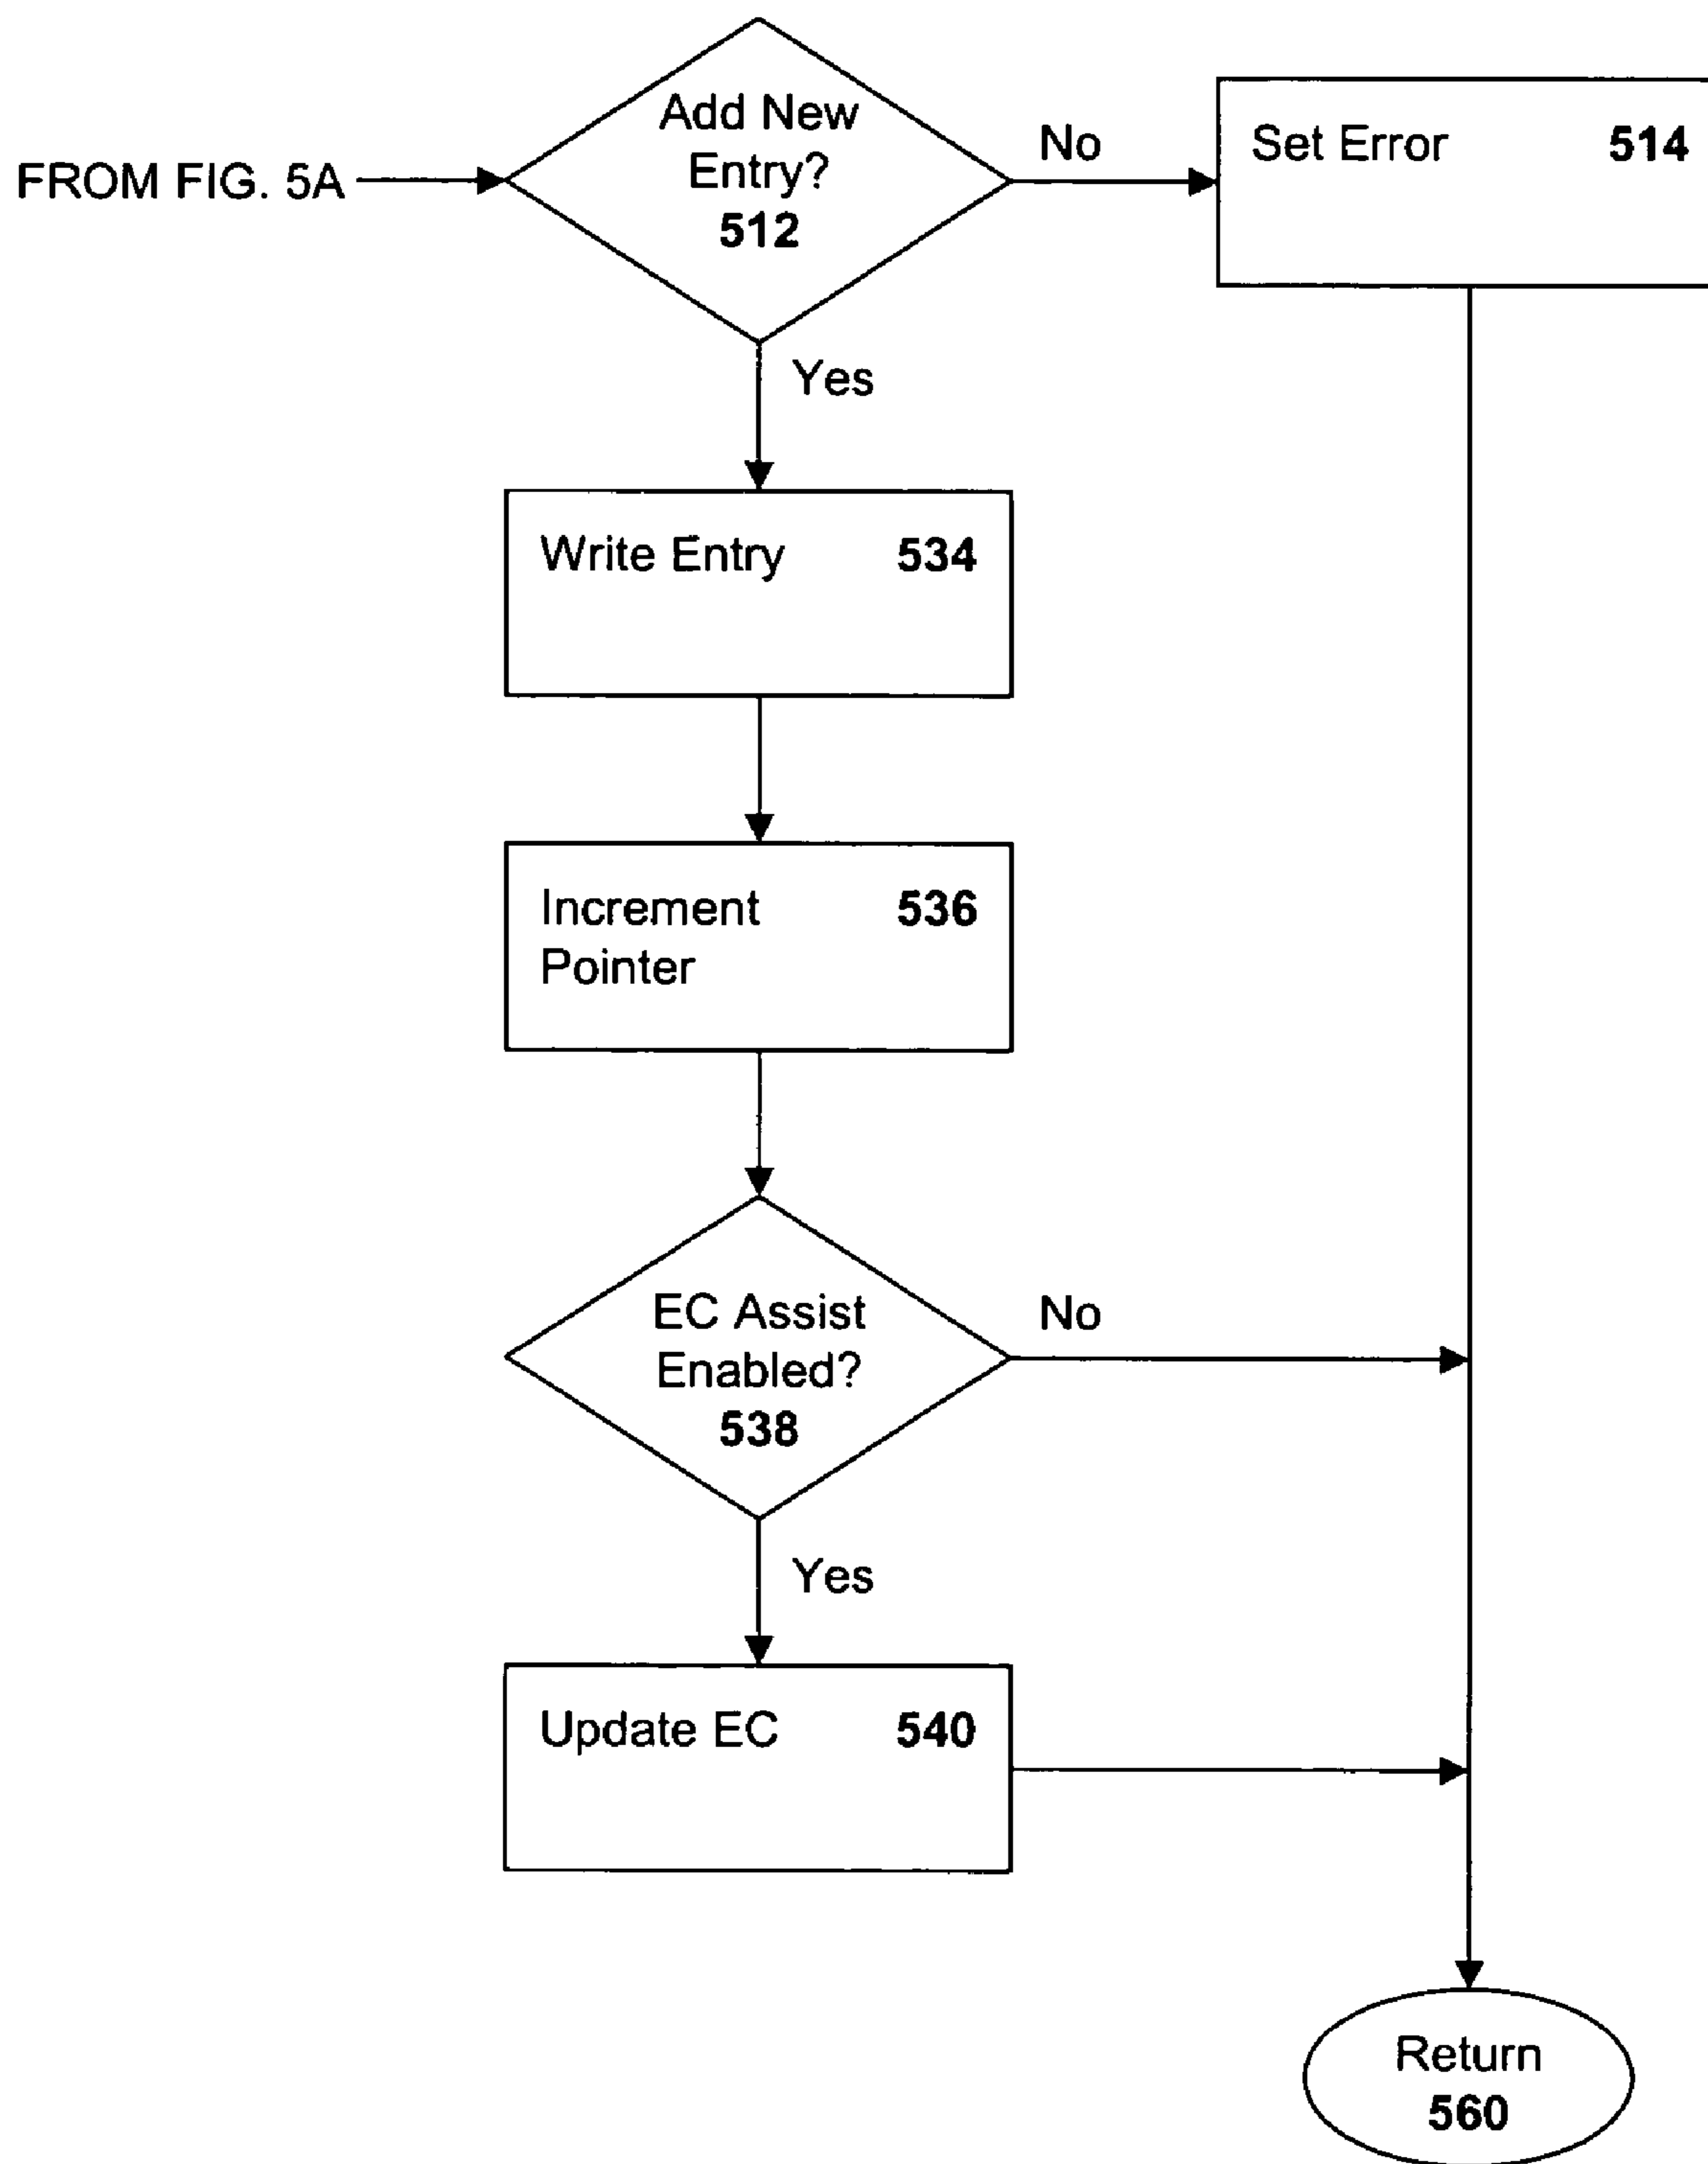 Add New
Entry?
512
No
Set Error 514
FROM FIG. 5A
Yes
Write Entry 534
Increment 536
Pointer
EC Assist
Enabled?
538
No
Yes
Update EC 540
Return
560